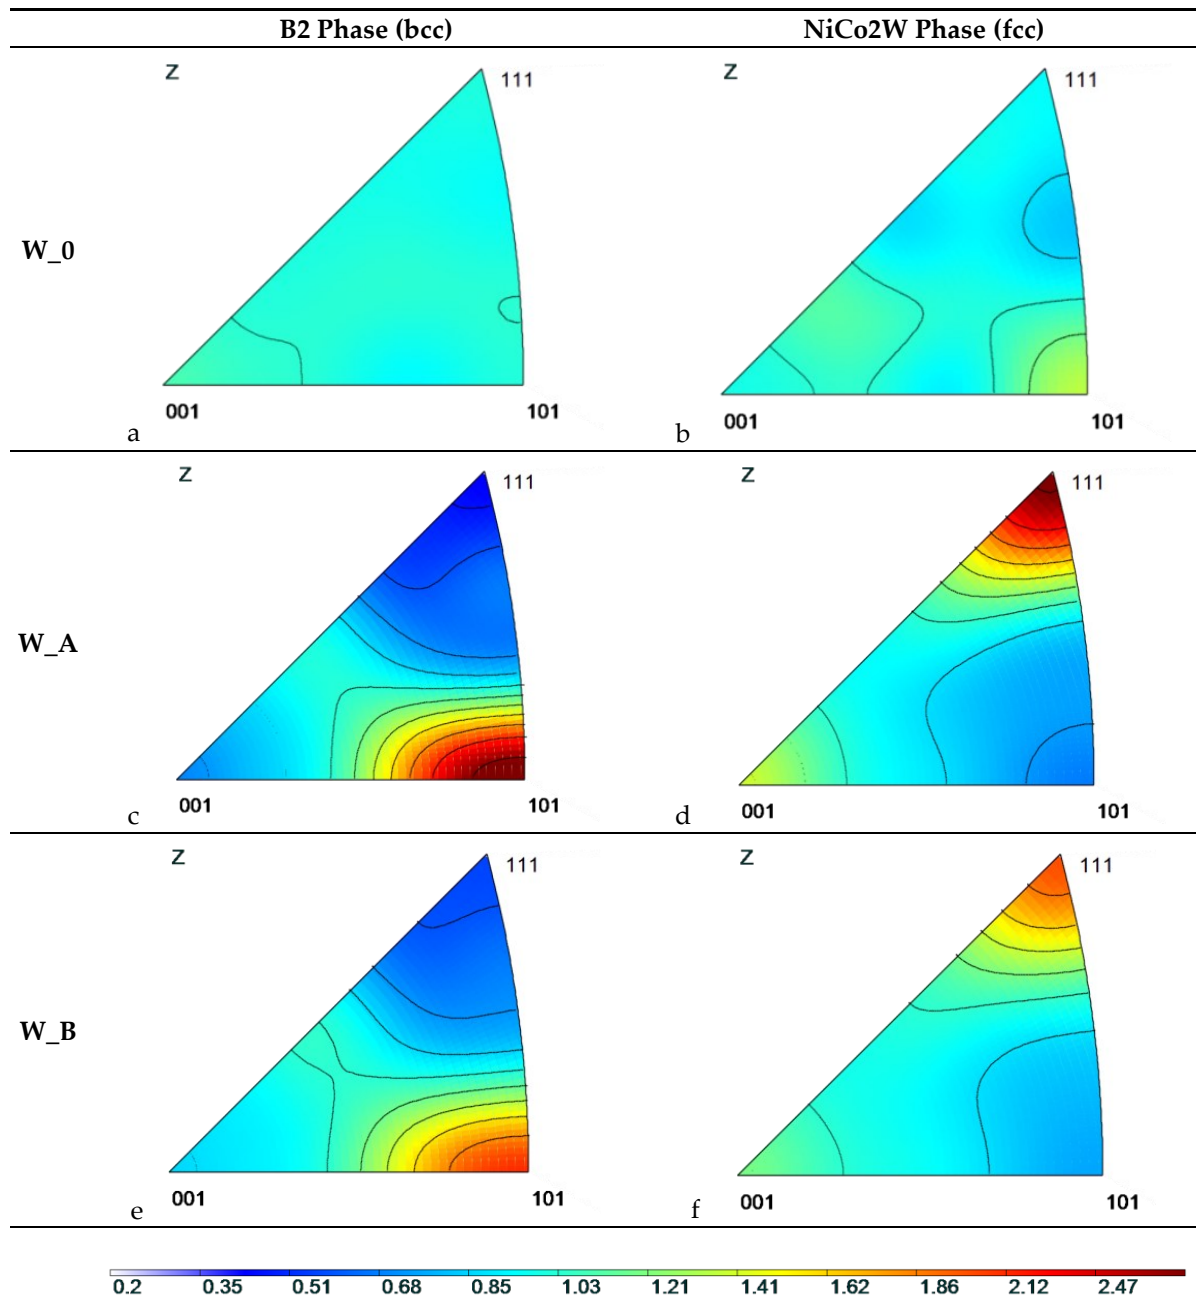 B2 Phase (bcc) NiCo2W Phase (fcc)
Z Z
111 111
W_0
001 101 001 101
a b
Z Z
111 111
W_A
001 101 001 101
c d
Z Z
111 111
W_B
001 101 001 101
e f
0.2 0.35 0.51 0.68 0.85 1.03 1.21 1.41 1.62 1.86 2.12 2.47